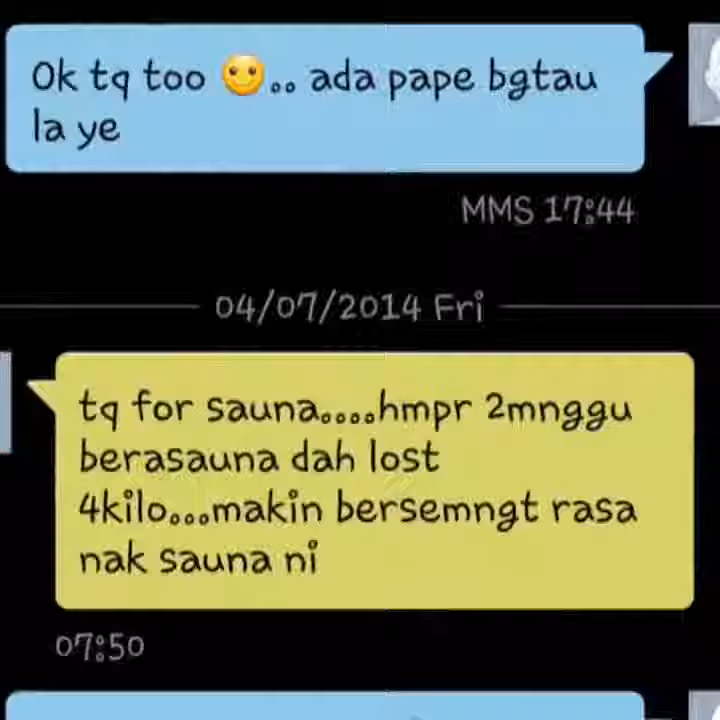 Ok tq too 🙂.. ada pape bgtau
la ye
MMS 17:44
04/07/2014 Fri
tq for sauna....hmpr 2mnggu
berasauna dah lost
4kilo...makin bersemngt rasa
nak sauna ni
07:50